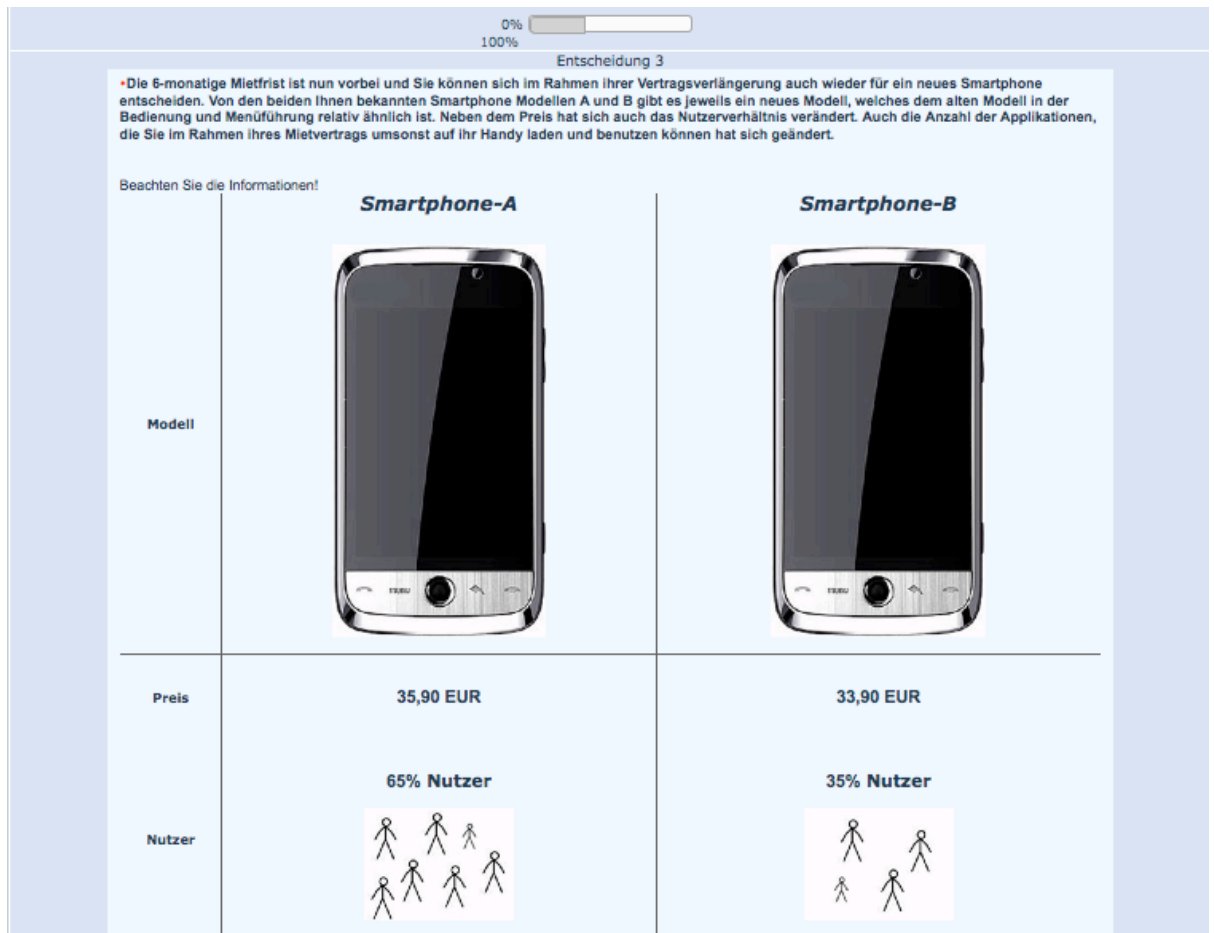 0%
100%
Entscheidung 3
*Die 6-monatige Mietfrist ist nun vorbei und Sie können sich im Rahmen ihrer Vertragsverlängerung auch wieder für ein neues Smartphone
entscheiden. Von den beiden Ihnen bekannten Smartphone Modellen A und B gibt es jeweils ein neues Modell, welches dem alten Modell in der
Bedienung und Menüführung relativ ähnlich ist. Neben dem Preis hat sich auch das Nutzerverhältnis verändert. Auch die Anzahl der Applikationen,
die Sie im Rahmen ihres Mietvertrags umsonst auf ihr Handy laden und benutzen können hat sich geändert.
Beachten Sie die Informationen!
Smartphone-A Smartphone-B
Modell
menu menu
Preis 35,90 EUR 33,90 EUR
65% Nutzer 35% Nutzer
Nutzer